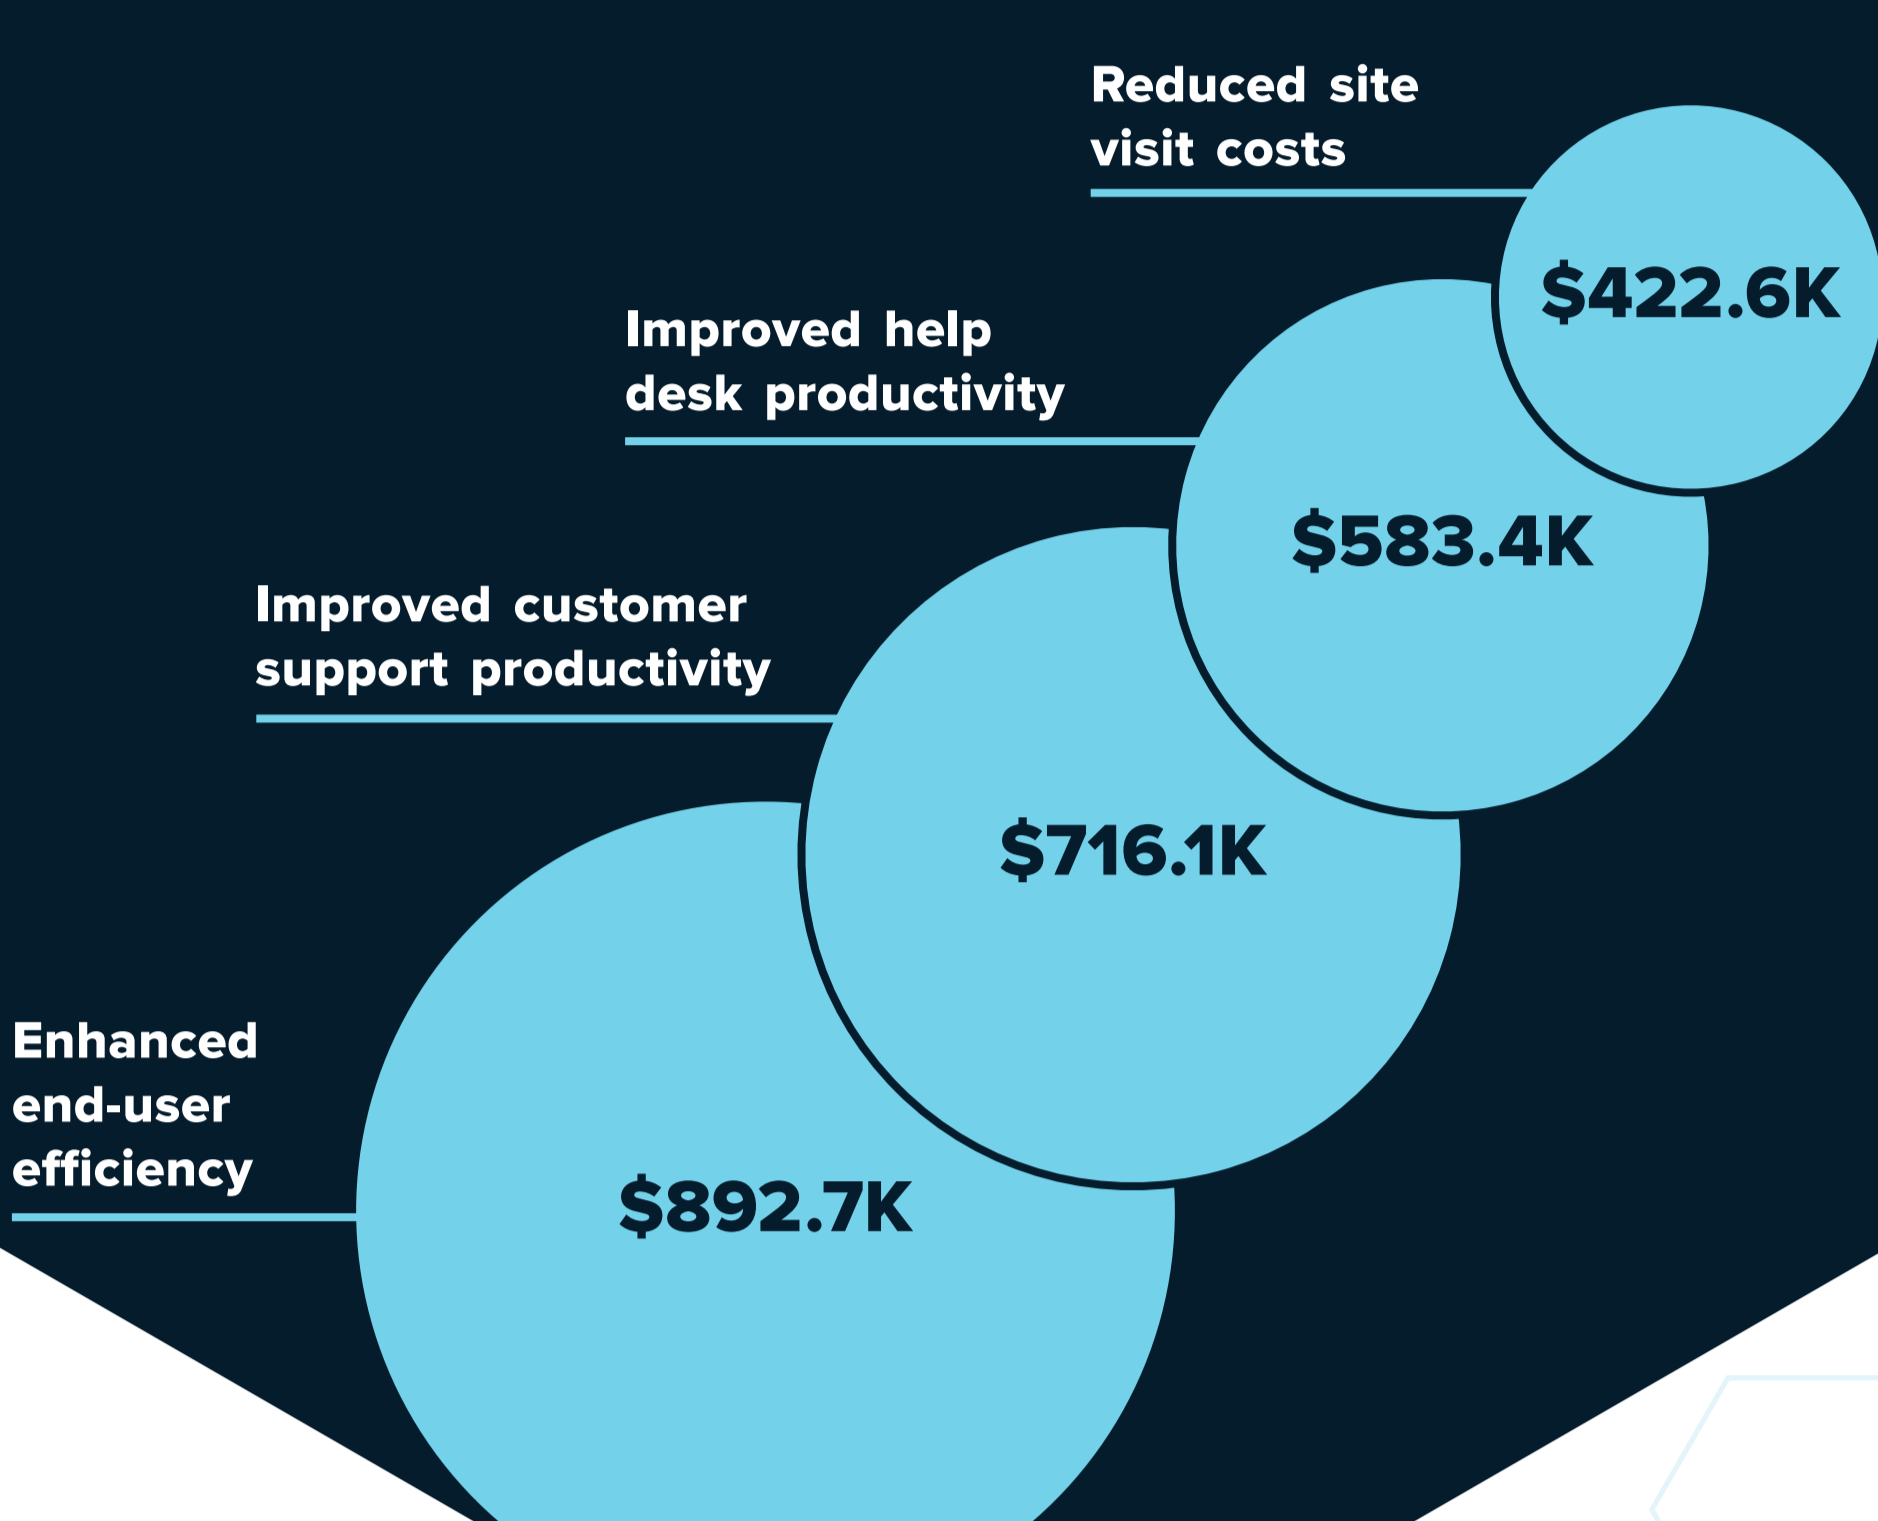 Reduced site
visit costs
$422.6K
Improved help
desk productivity
$583.4K
Improved customer
support productivity
$716.1K
Enhanced
end-user
efficiency
$892.7K